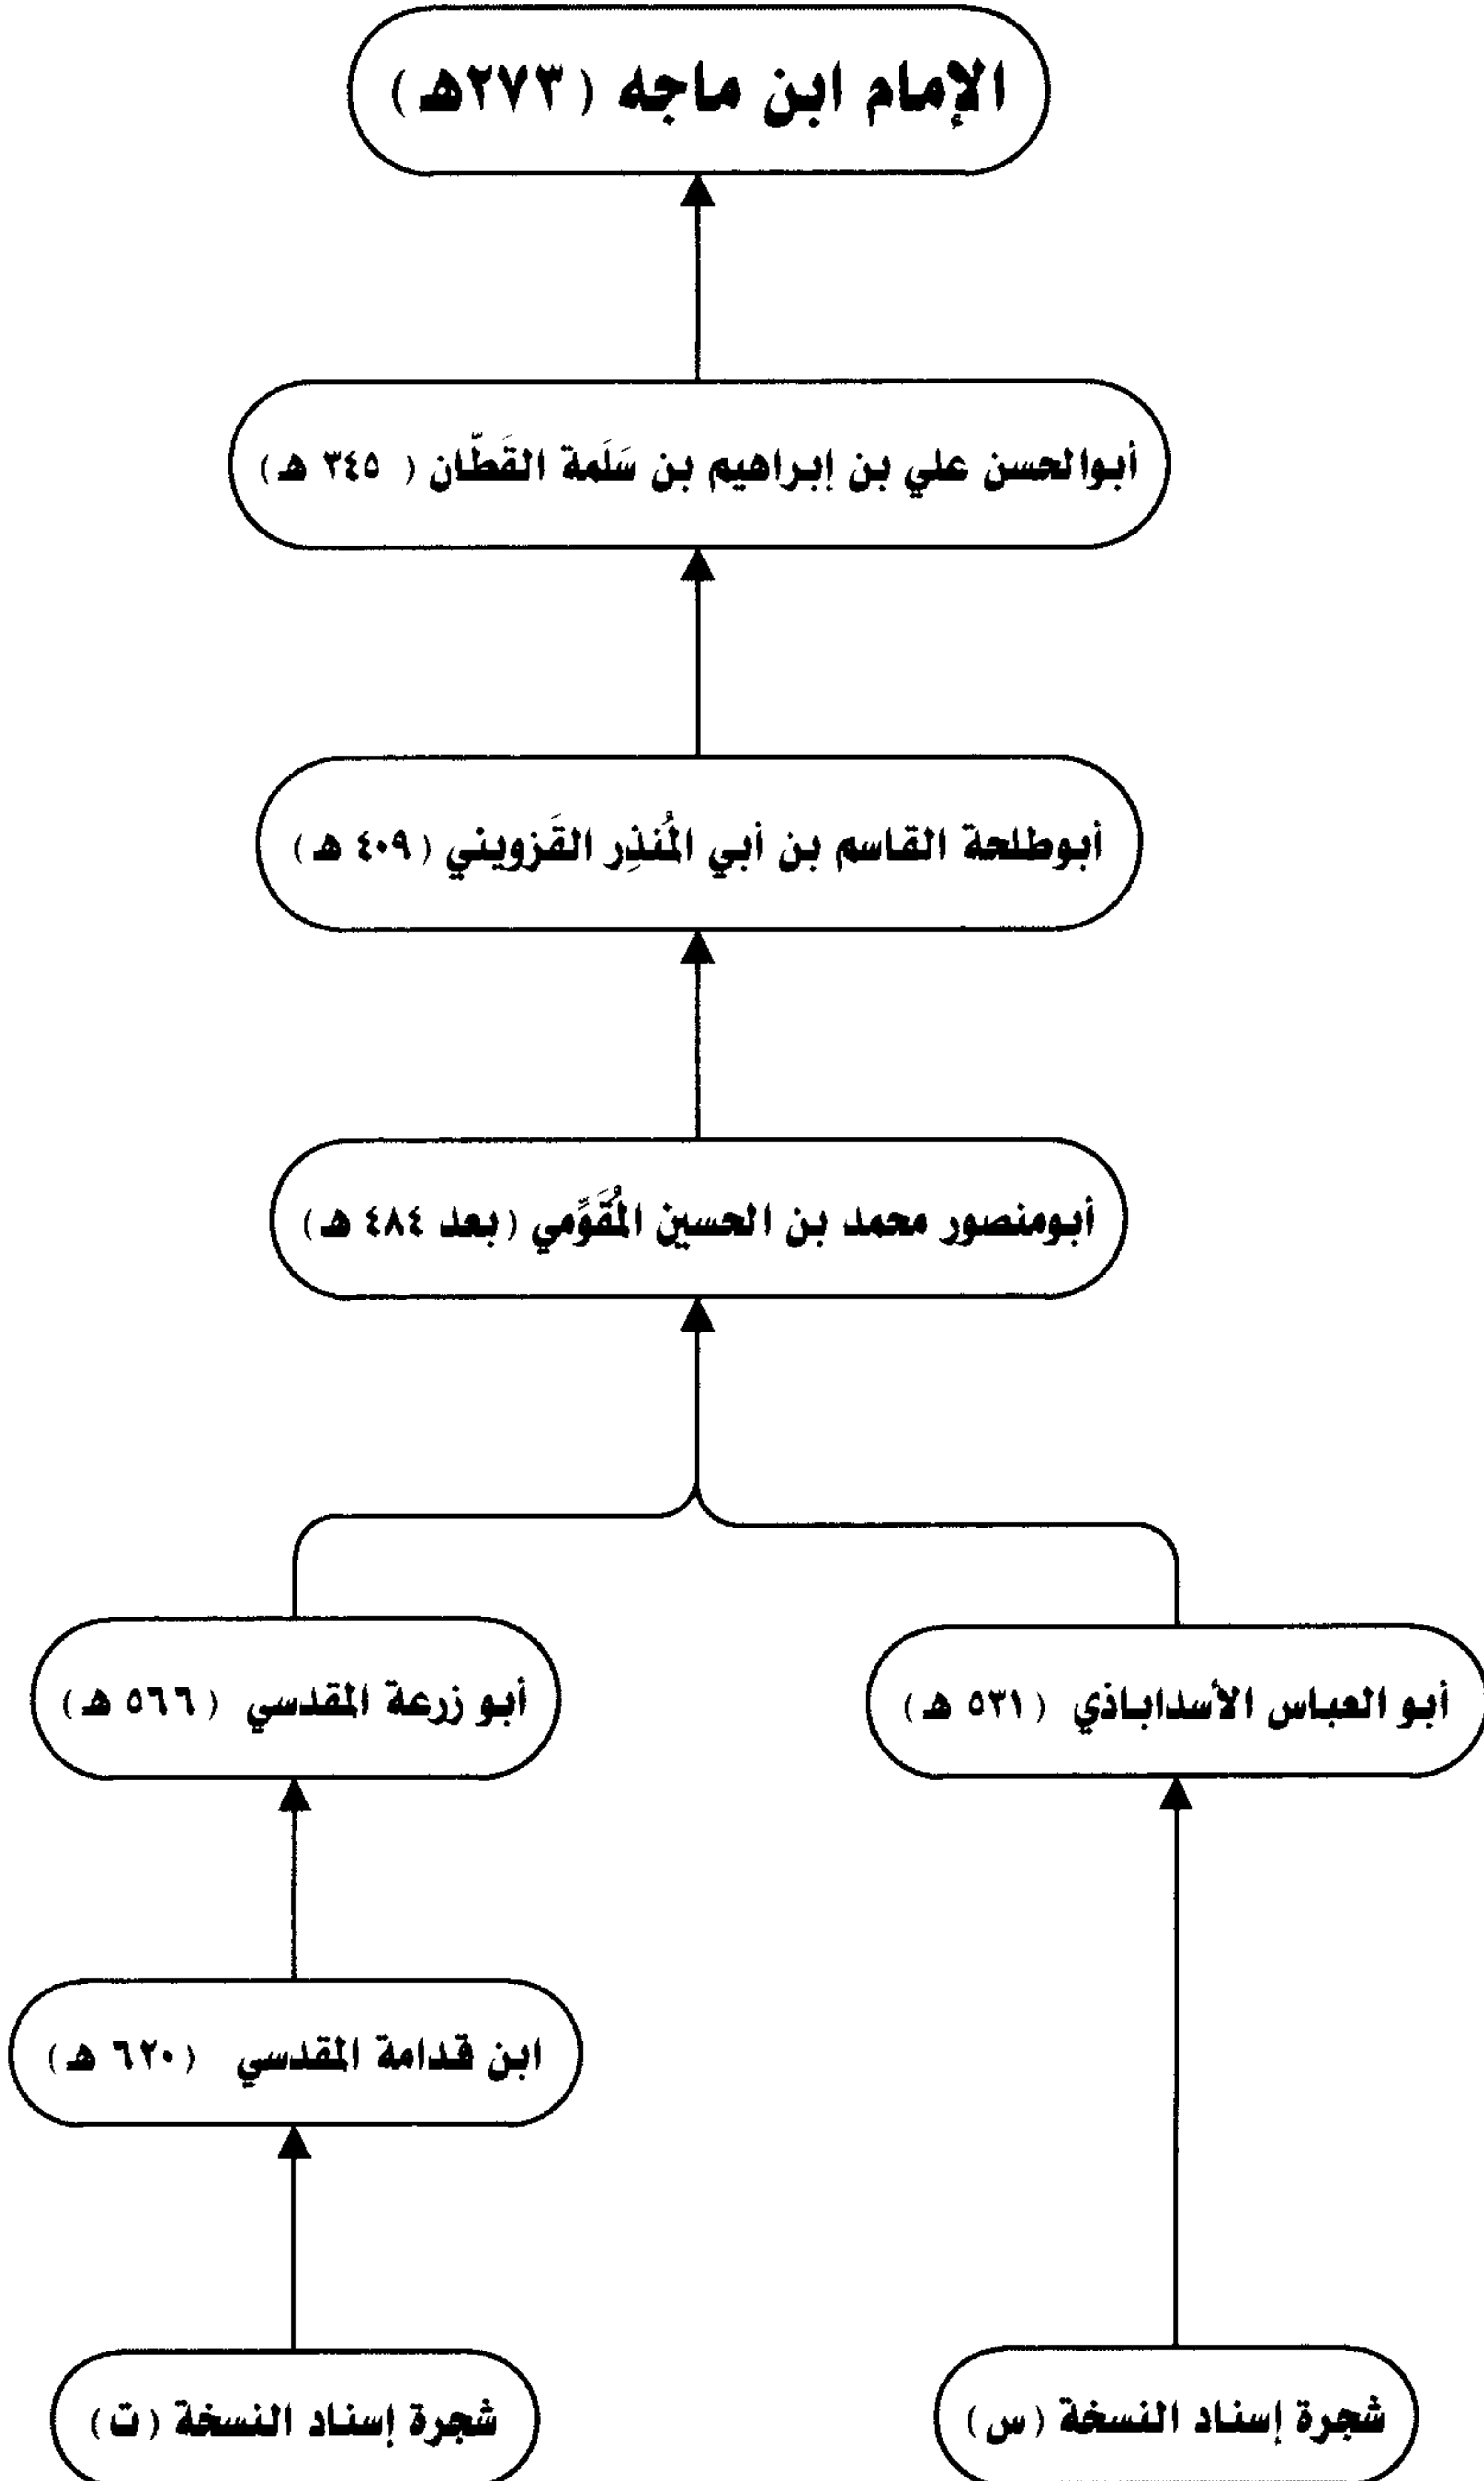 الإمام ابن ماجه (٢٧٣هـ)
أبوالحسن علي بن إبراهيم بن سَلَمة القَطَّان ( ٣٤٥ هـ)
أبوطلحة القاسم بن أبي المُنذِر القَزويني (٤٠٩ هـ)
أبومنصور محمد بن الحسين المُقَوِّمي (بعد ٤٨٤ هـ)
أبو العباس الأسداباذي (٥٣١ هـ)
أبو زرعة المقدسي (٥٦٦ هـ)
ابن قدامة المقدسي (٦٢٠ هـ)
شجرة إسناد النسخة (س)
شجرة إسناد النسخة (ت)